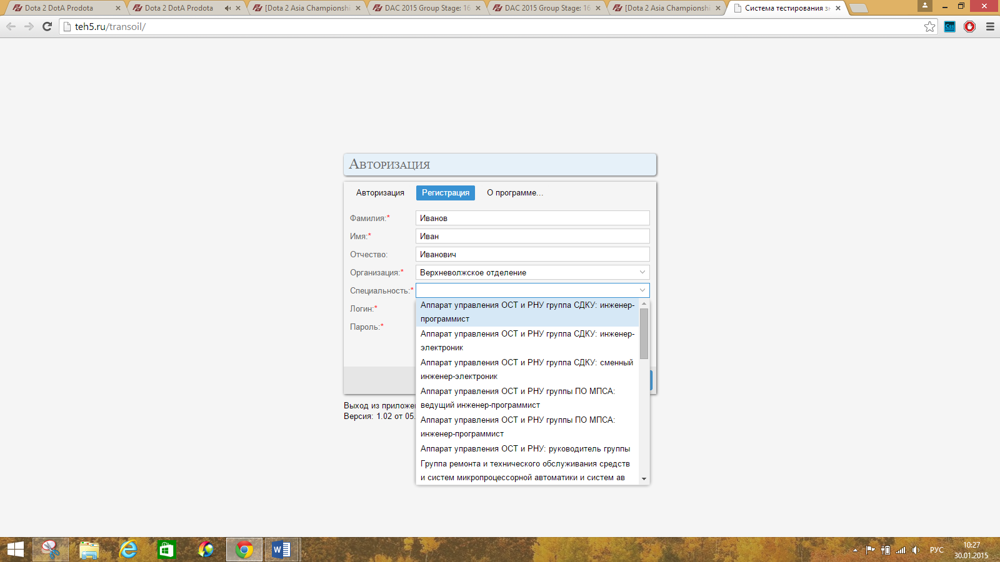 Dota 2 DotA Prodota
Dota 2 DotA Prodota
[Dota 2 Asia Championshi
DAC 2015 Group Stage: 16
DAC 2015 Group Stage: 16
[Dota 2 Asia Championshi
Система тестирования зн
teh5.ru/transoil/
Css
Авторизация
Авторизация
Регистрация
О программе...
Фамилия:*
Иванов
Имя:*
Иван
Отчество:
Иванович
Организация:*
Верхневолжское отделение
Специальность:*
Логин:*
Пароль:*
Аппарат управления ОСТ и РНУ группа СДКУ: инженер-
программист
Аппарат управления ОСТ и РНУ группа СДКУ: инженер-
электроник
Аппарат управления ОСТ и РНУ группа СДКУ: сменный
инженер-электроник
Аппарат управления ОСТ и РНУ группы ПО МПСА:
ведущий инженер-программист
Аппарат управления ОСТ и РНУ группы ПО МПСА:
инженер-программист
Аппарат управления ОСТ и РНУ: руководитель группы
Группа ремонта и технического обслуживания средств
и систем микропроцессорной автоматики и систем ав
Выход из приложе
Версия: 1.02 от 05.
РУС
10:27
30.01.2015